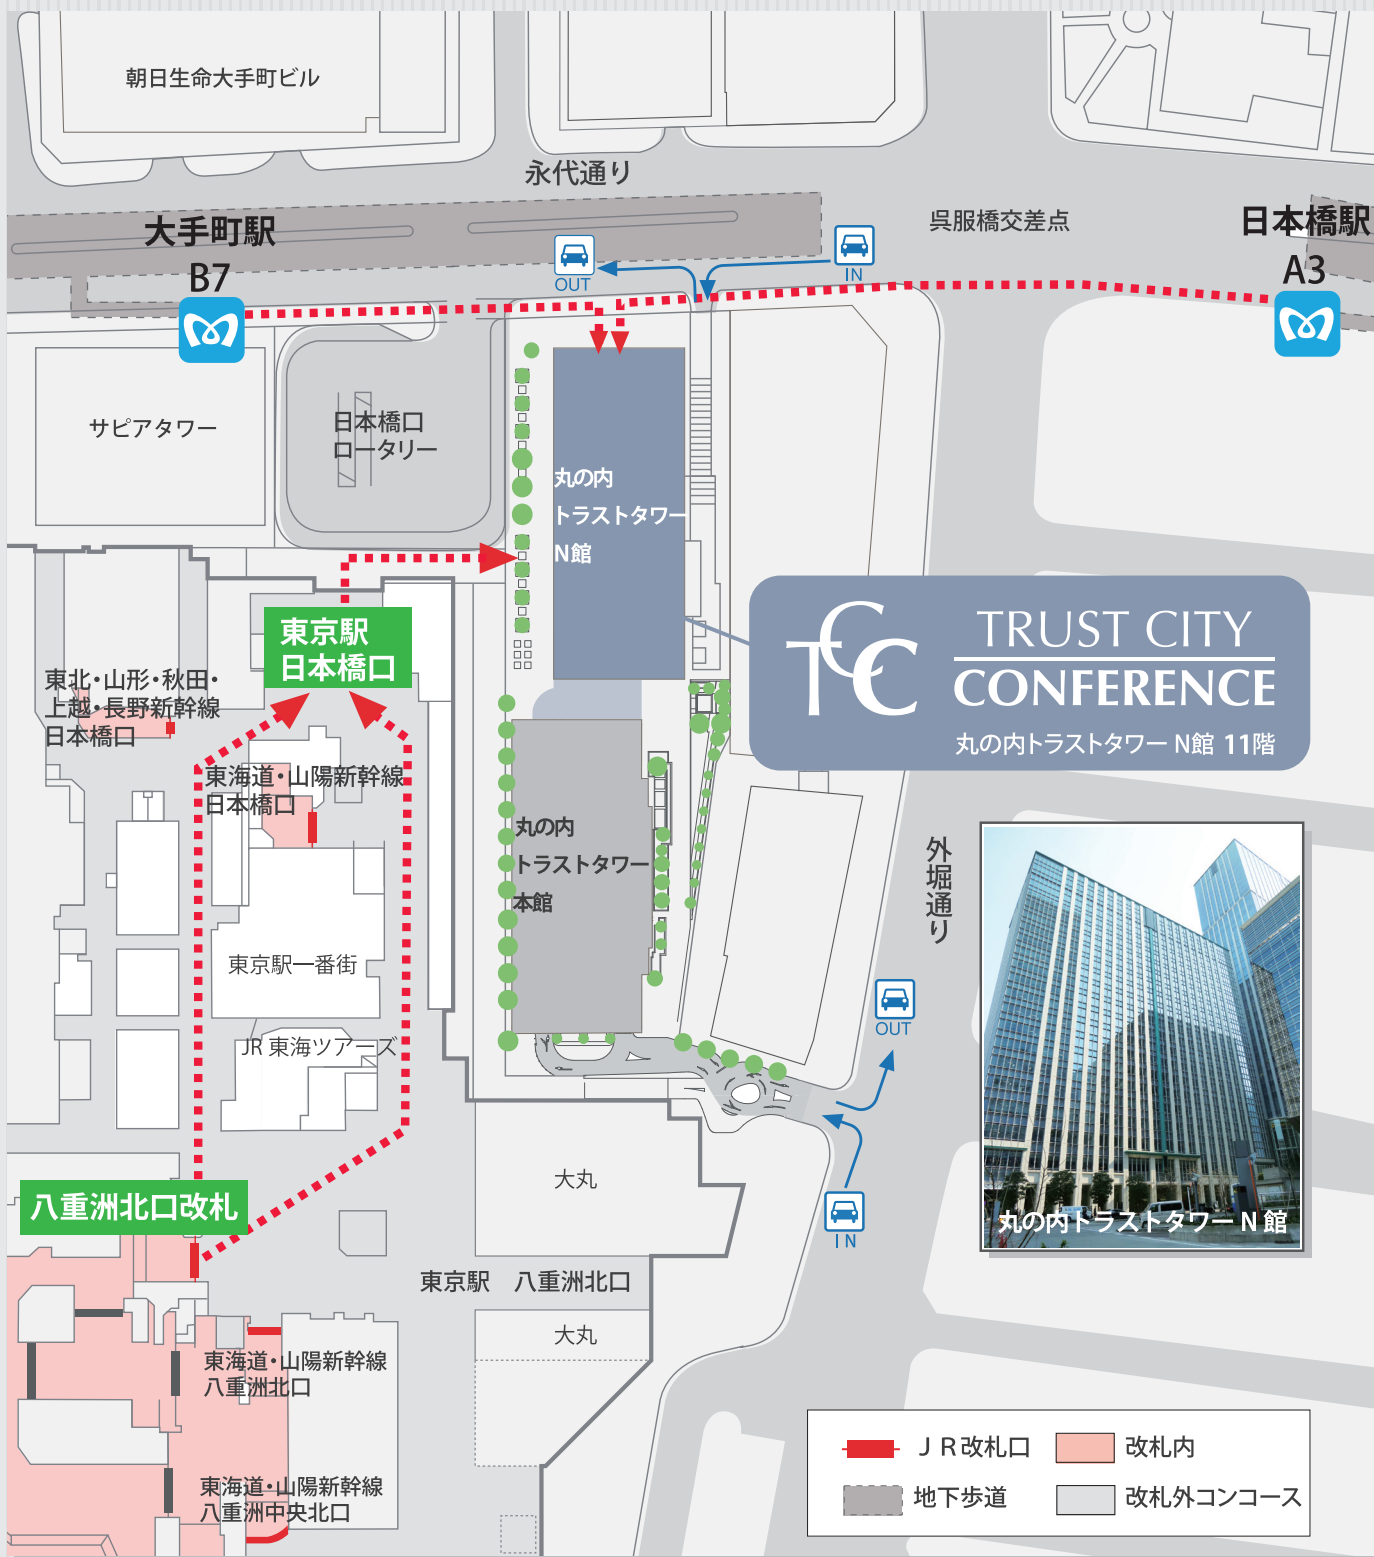 朝日生命大手町ビル
永代通り
大手町駅
B7
呉服橋交差点
日本橋駅
A3
OUT
IN
サピアタワー
日本橋口
ロータリー
丸の内
トラストタワー
N館
東京駅
日本橋口
TCCC
TRUST CITY
CONFERENCE
丸の内トラストタワー N館 11階
東北・山形・秋田・
上越・長野新幹線
日本橋口
東海道・山陽新幹線
日本橋口
丸の内
トラストタワー
本館
外堀通り
東京駅一番街
JR 東海ツアーズ
OUT
IN
八重洲北口改札
大丸
丸の内トラストタワー N 館
東京駅 八重洲北口
大丸
東海道・山陽新幹線
八重洲北口
東海道・山陽新幹線
八重洲中央北口
JR改札口
改札内
地下歩道
改札外コンコース